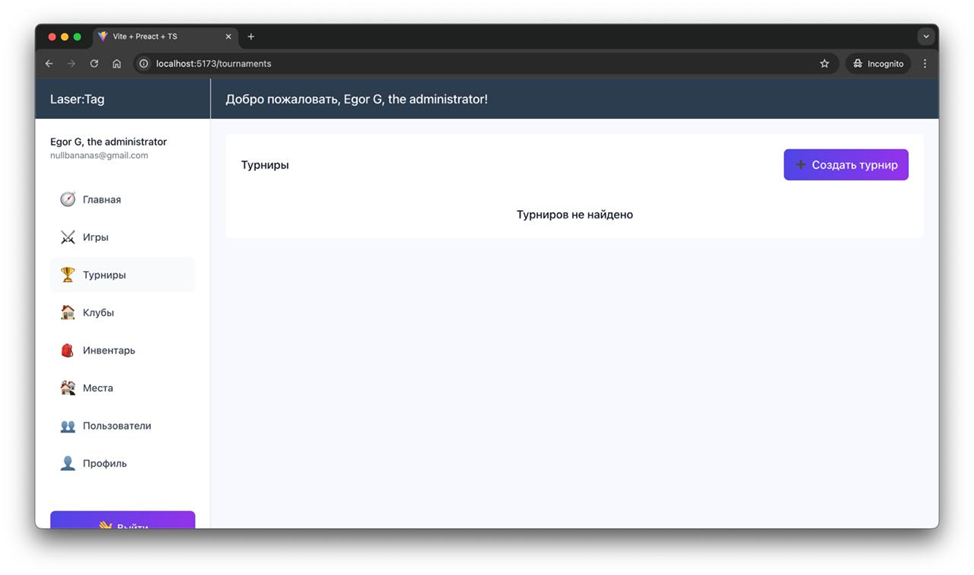 Vite + Preact + TS
localhost:5173/tournaments
Incognito
Laser:Tag
Добро пожаловать, Egor G, the administrator!
Egor G, the administrator
nullbananas@gmail.com
Главная
Игры
Турниры
Клубы
Инвентарь
Места
Пользователи
Профиль
Выйти
Турниры
Создать турнир
Турниров не найдено